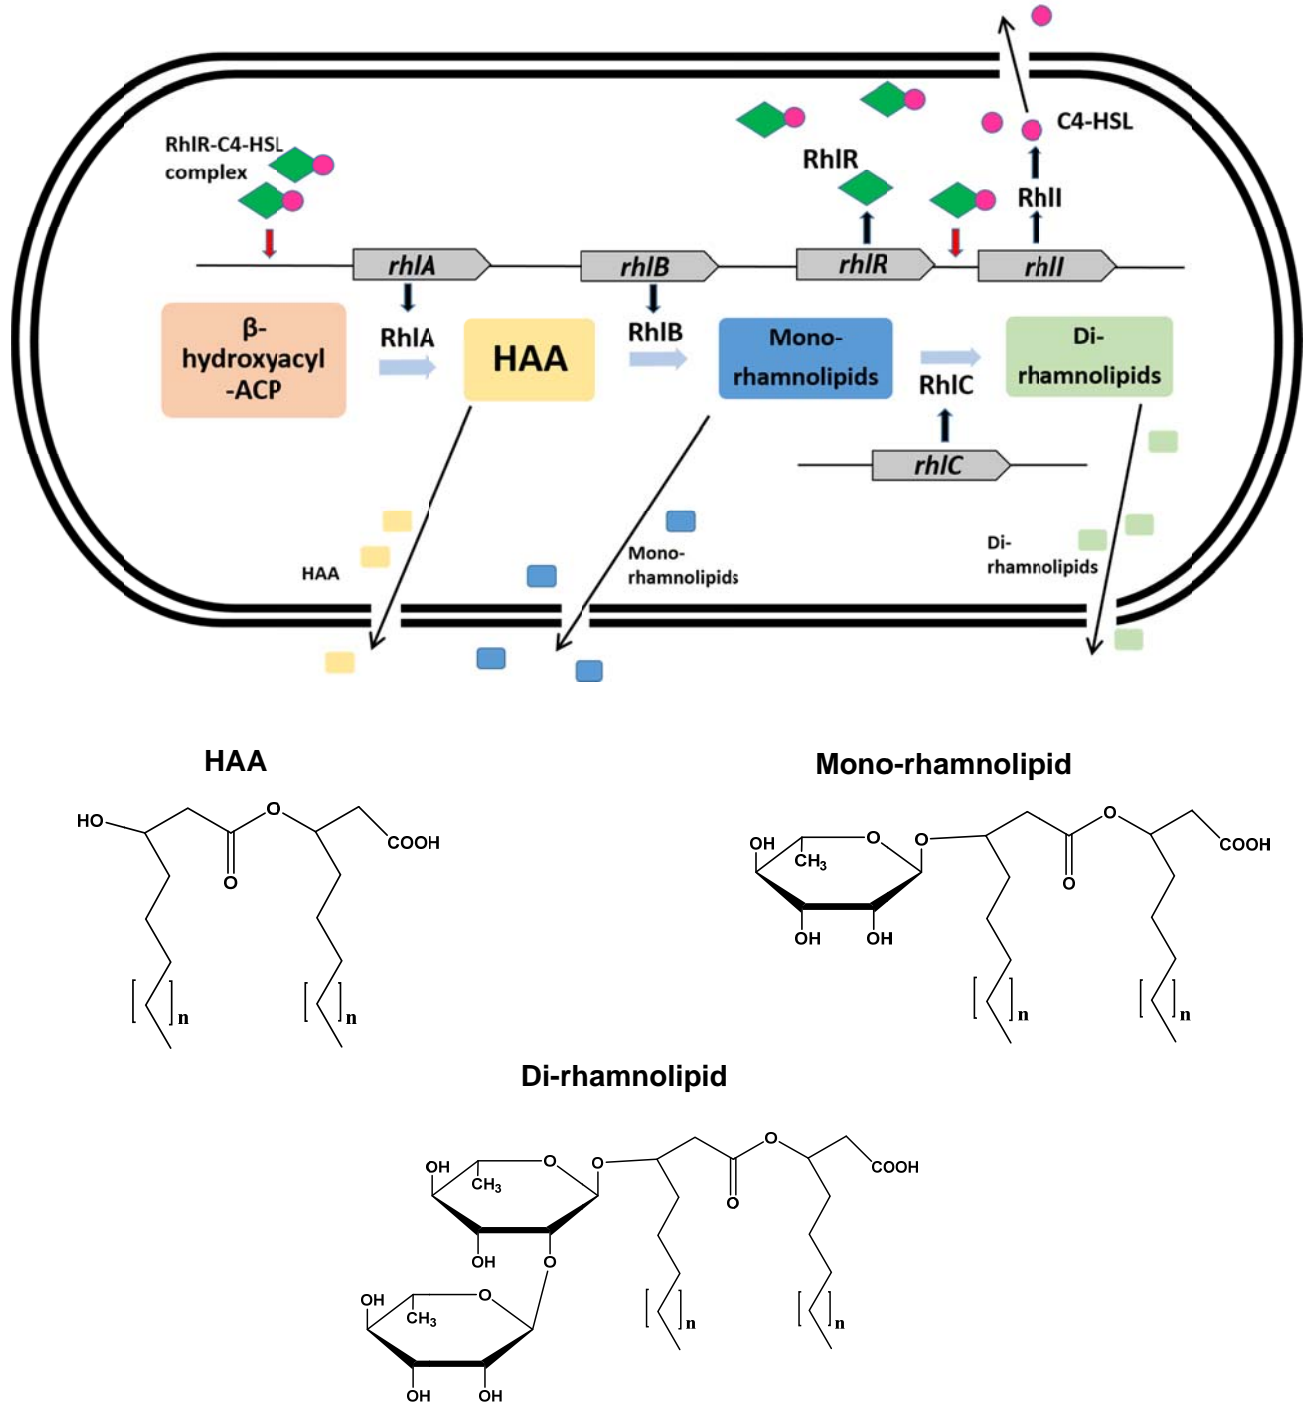 C4-HSL
RhlR-C4-HSL
complex
RhlR
RhlI
rhlA
rhlB
rhlR
rhlI
β-
hydroxyacyl
-ACP
RhlA
HAA
RhlB
Mono-
rhamnolipids
RhlC
Di-
rhamnolipids
rhlC
HAA
Mono-
rhamnolipids
Di-
rhamnolipids
HAA
HO
O
O
COOH
n
n
Mono-rhamnolipid
OH
CH3
O
O
OH
OH
O
O
COOH
n
n
Di-rhamnolipid
OH
CH3
O
O
OH
O
O
O
COOH
OH
CH3
O
OH
OH
n
n